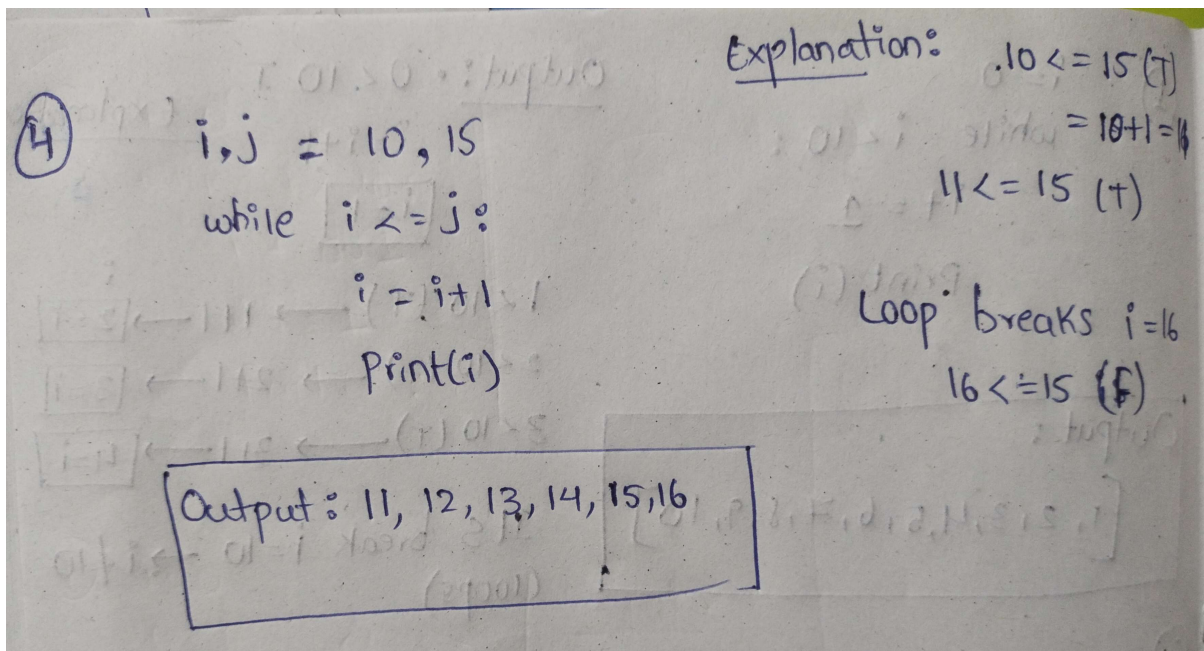 4
i,j = 10, 15
while i <= j:
i = i+1
Print(i)
Output: 11, 12, 13, 14, 15,16
Explanation:
10 <= 15 (T)
= 10+1=11
11 <= 15 (T)
Loop breaks i=16
16 <=15 (F)